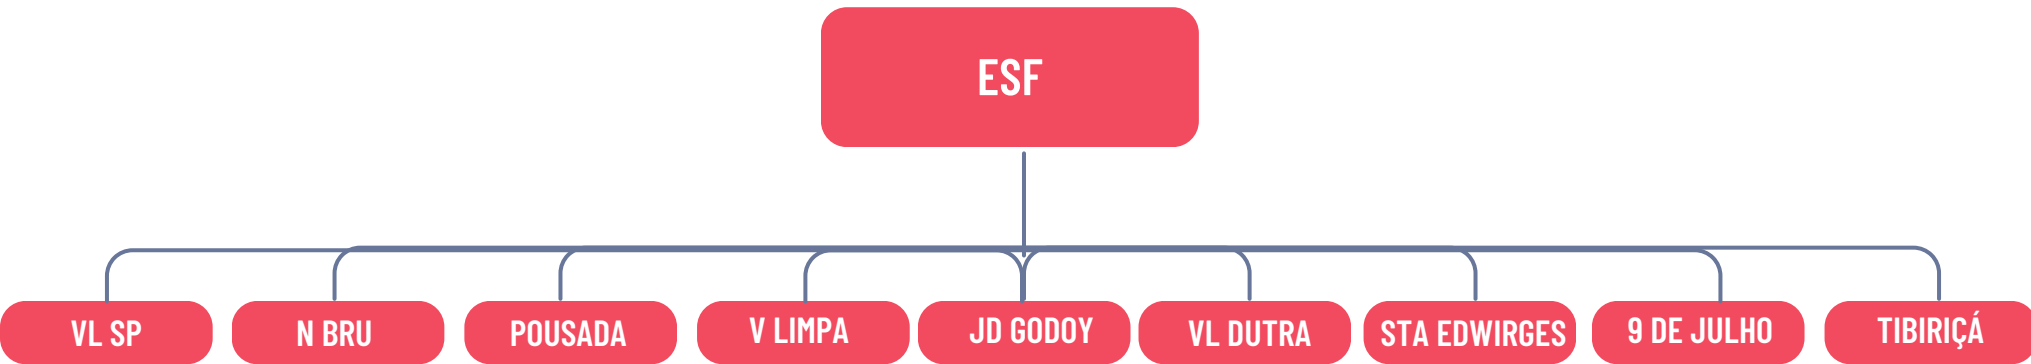 ESF
VL SP
N BRU
POUSADA
V LIMPA
JD GODOY
VL DUTRA
STA EDWIRGES
9 DE JULHO
TIBIRIÇÁ